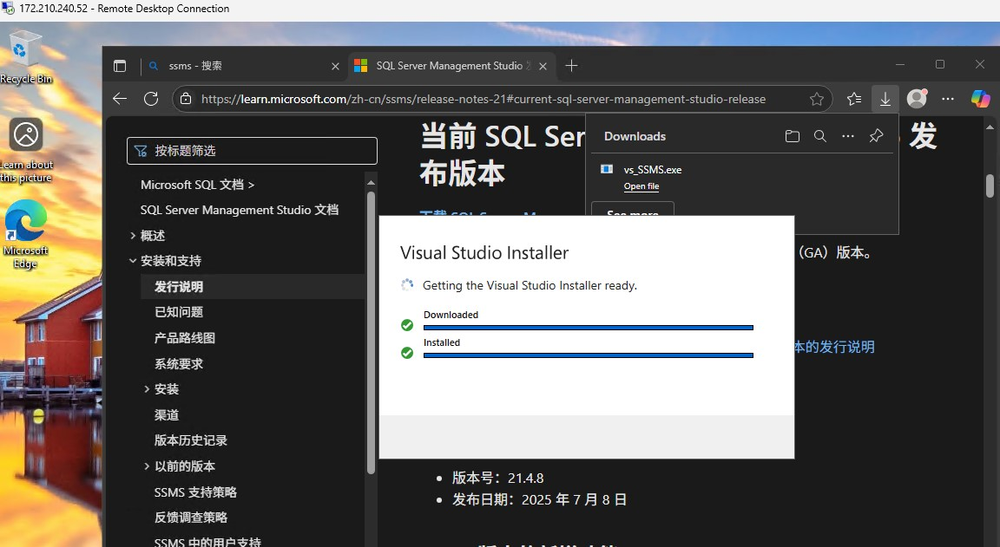 172.210.240.52 - Remote Desktop Connection
Recycle Bin
Learn about
this picture
Microsoft
Edge
ssms - 搜索
SQL Server Management Studio
https://learn.microsoft.com/zh-cn/ssms/release-notes-21#current-sql-server-management-studio-release
按标题筛选
Microsoft SQL 文档 >
SQL Server Management Studio 文档
概述
安装和支持
发行说明
已知问题
产品路线图
系统要求
安装
渠道
版本历史记录
以前的版本
SSMS 支持策略
反馈调查策略
SSMS 中的用户支持
当前 SQL Ser
发
布版本
Downloads
vs_SSMS.exe
Open file
See more
（GA）版本。
Visual Studio Installer
Getting the Visual Studio Installer ready.
Downloaded
Installed
本的发行说明
版本号：21.4.8
发布日期：2025 年 7 月 8 日